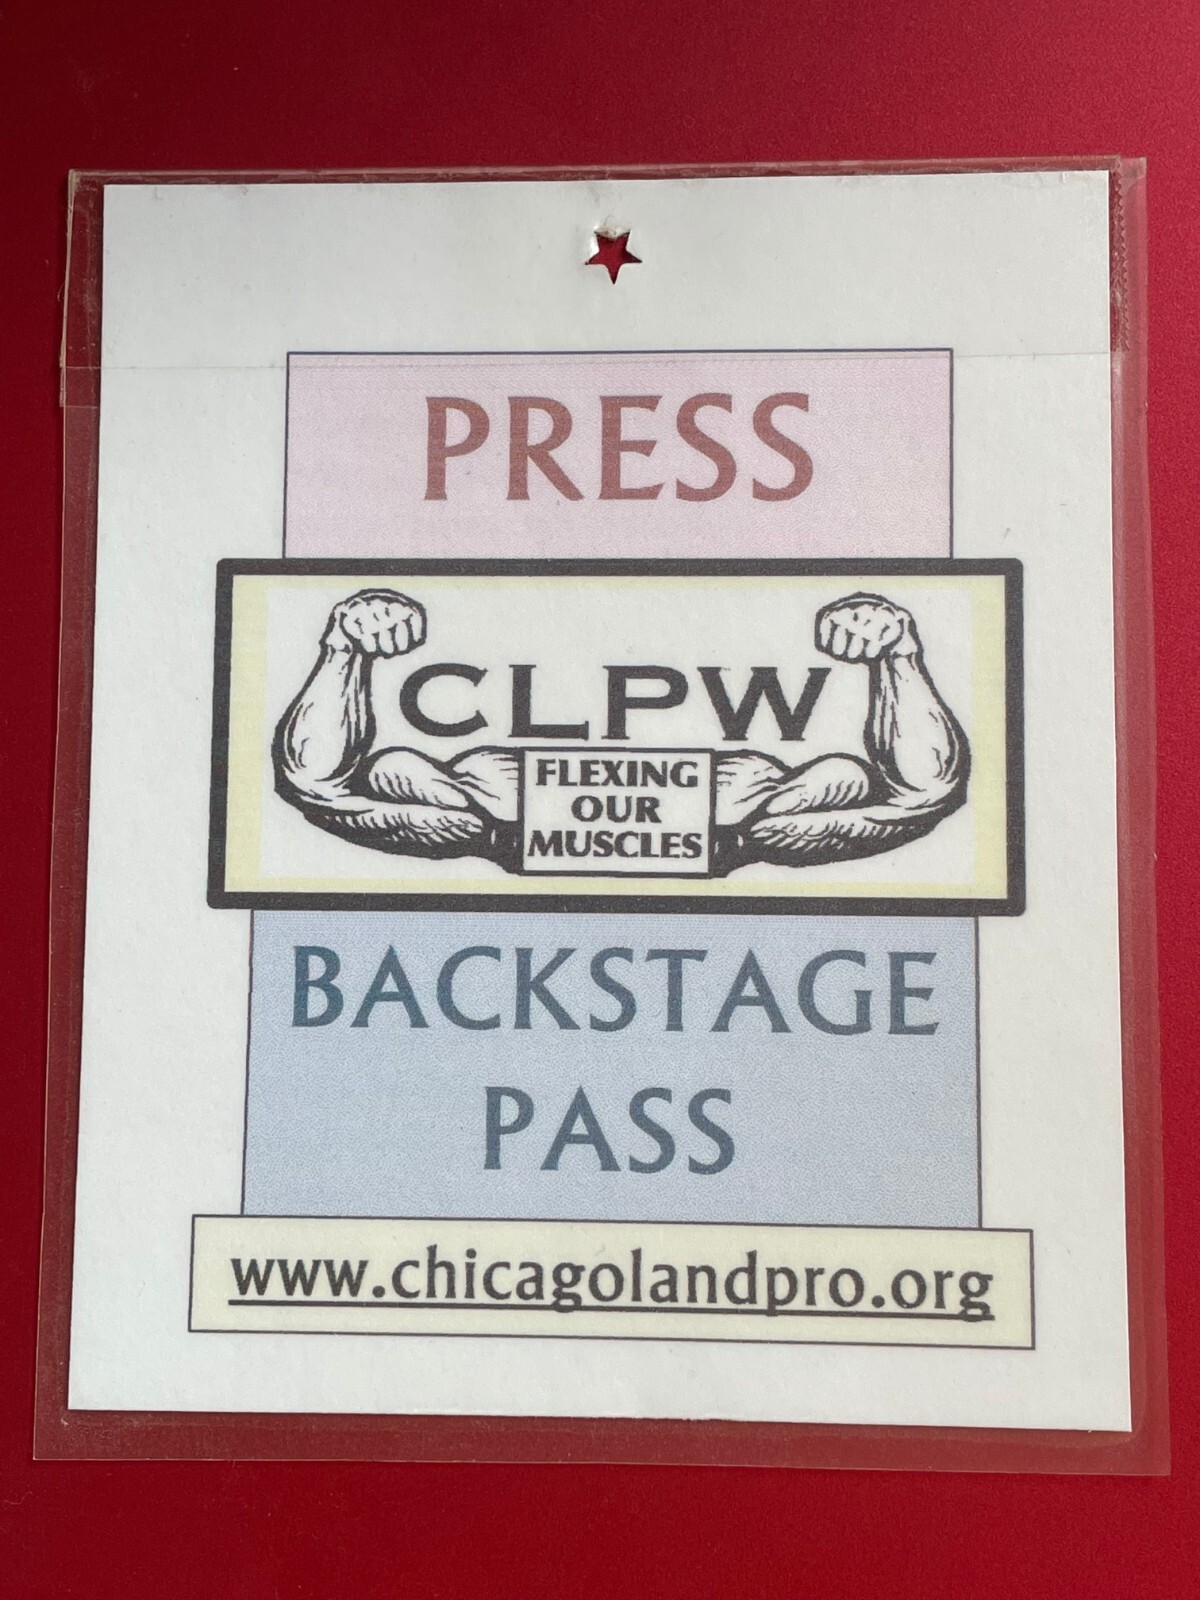 PRESS
CLPW
FLEXING
OUR
MUSCLES
BACKSTAGE
PASS
www.chicagolandpro.org